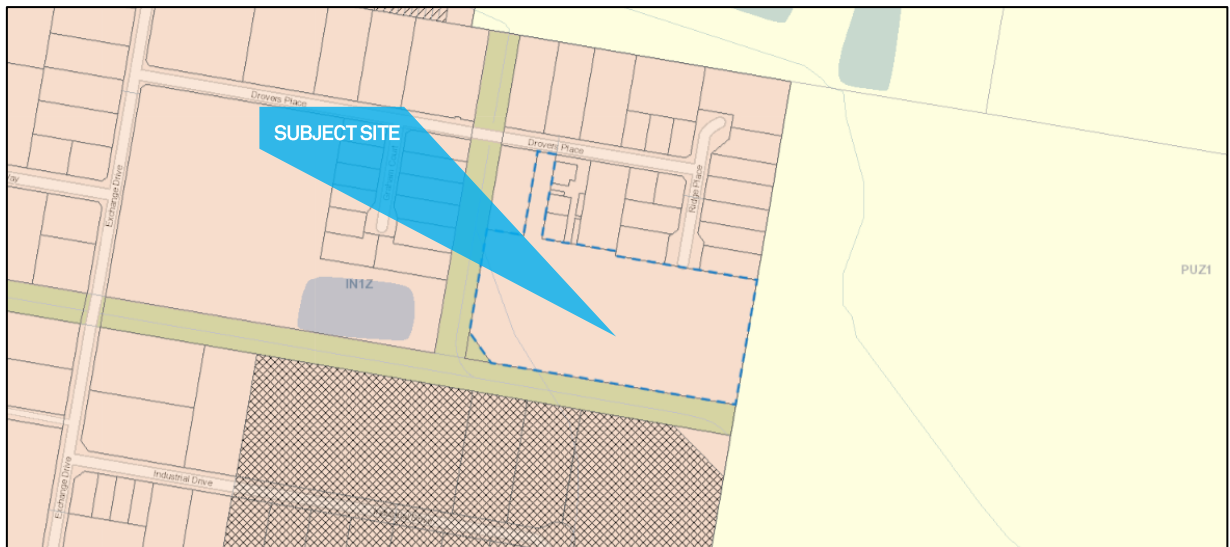 Drovers Place
SUBJECT SITE
Drovers Place
Exchange Drive
Ridge Place
PUZ1
IN1Z
Exchange Drive
Industrial Drive